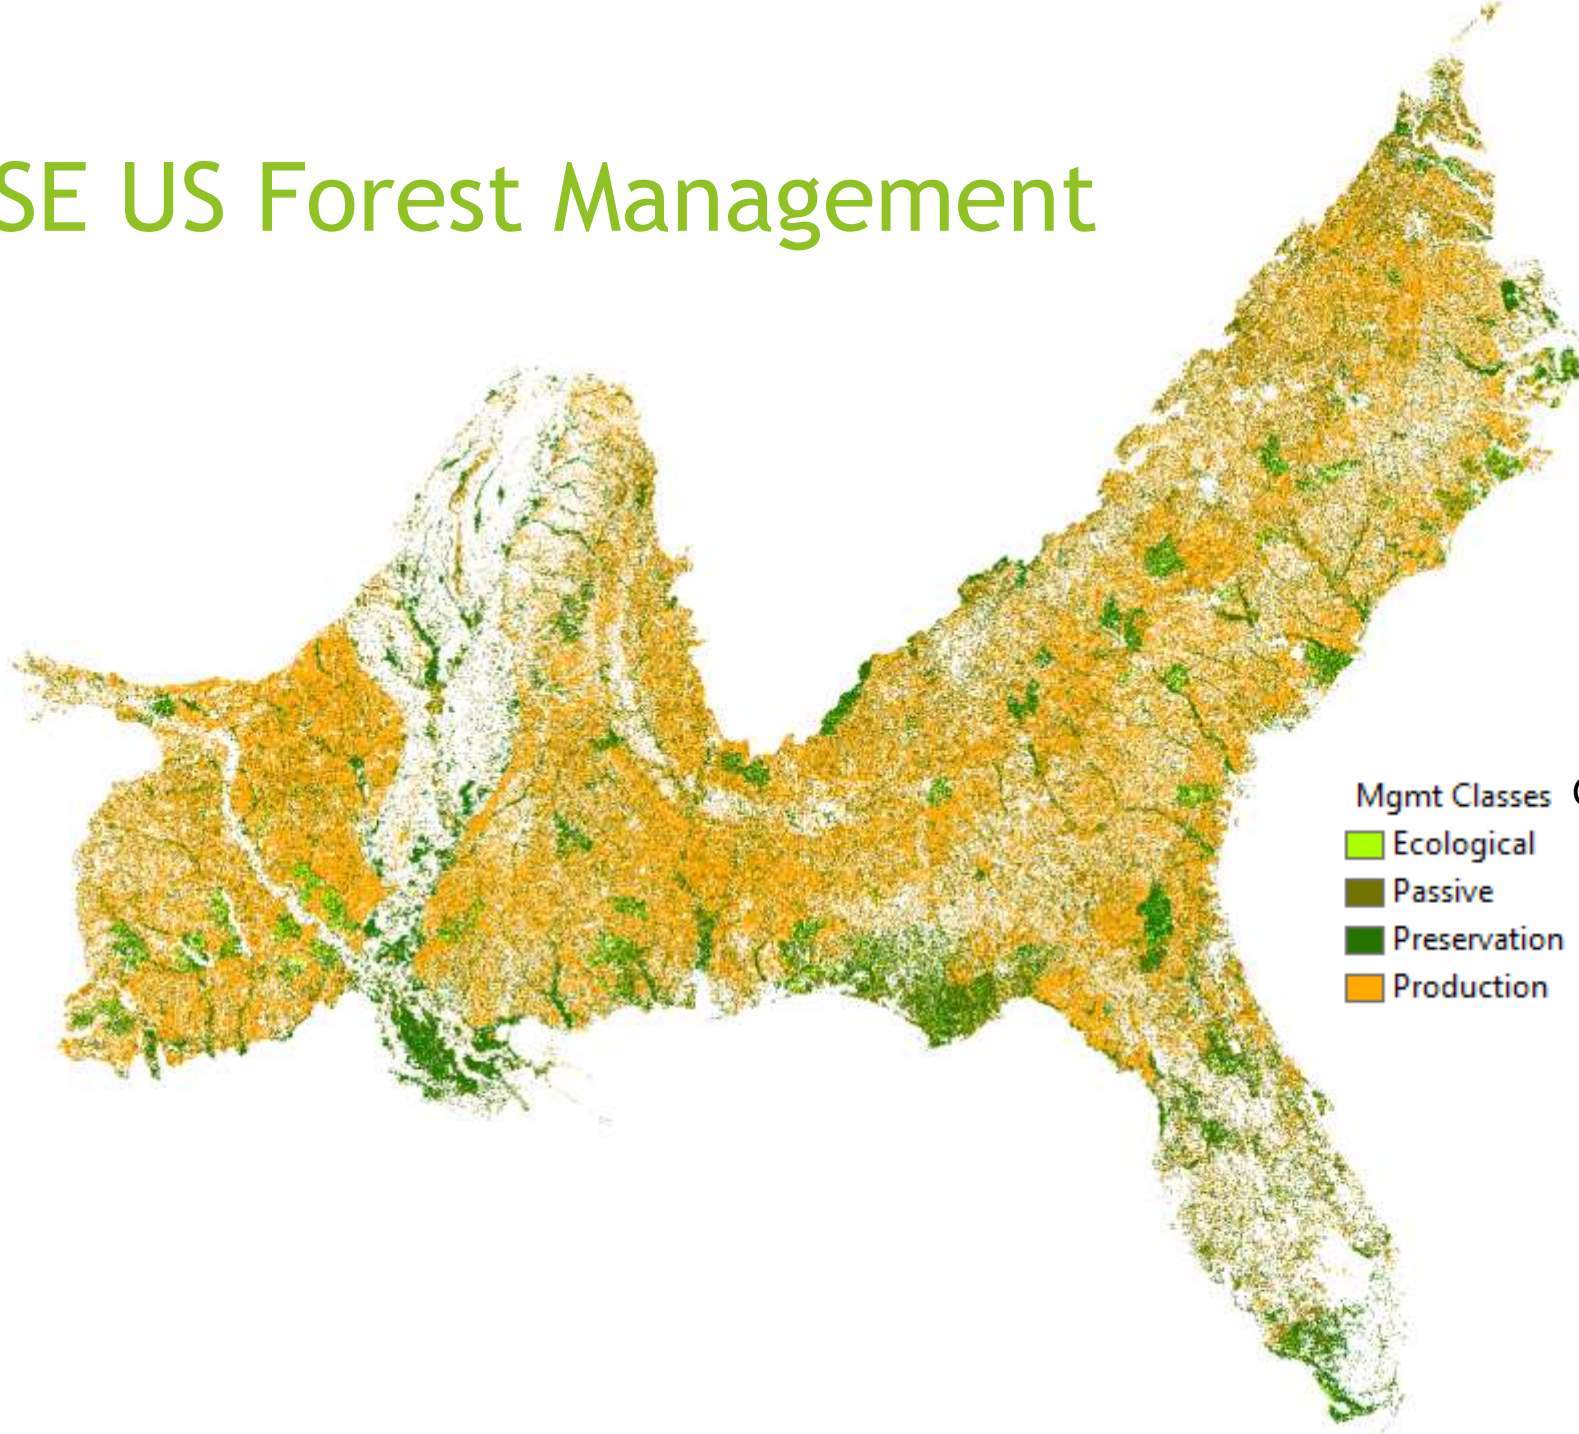 SE US Forest Management
Mgmt Classes
Ecological
Passive
Preservation
Production